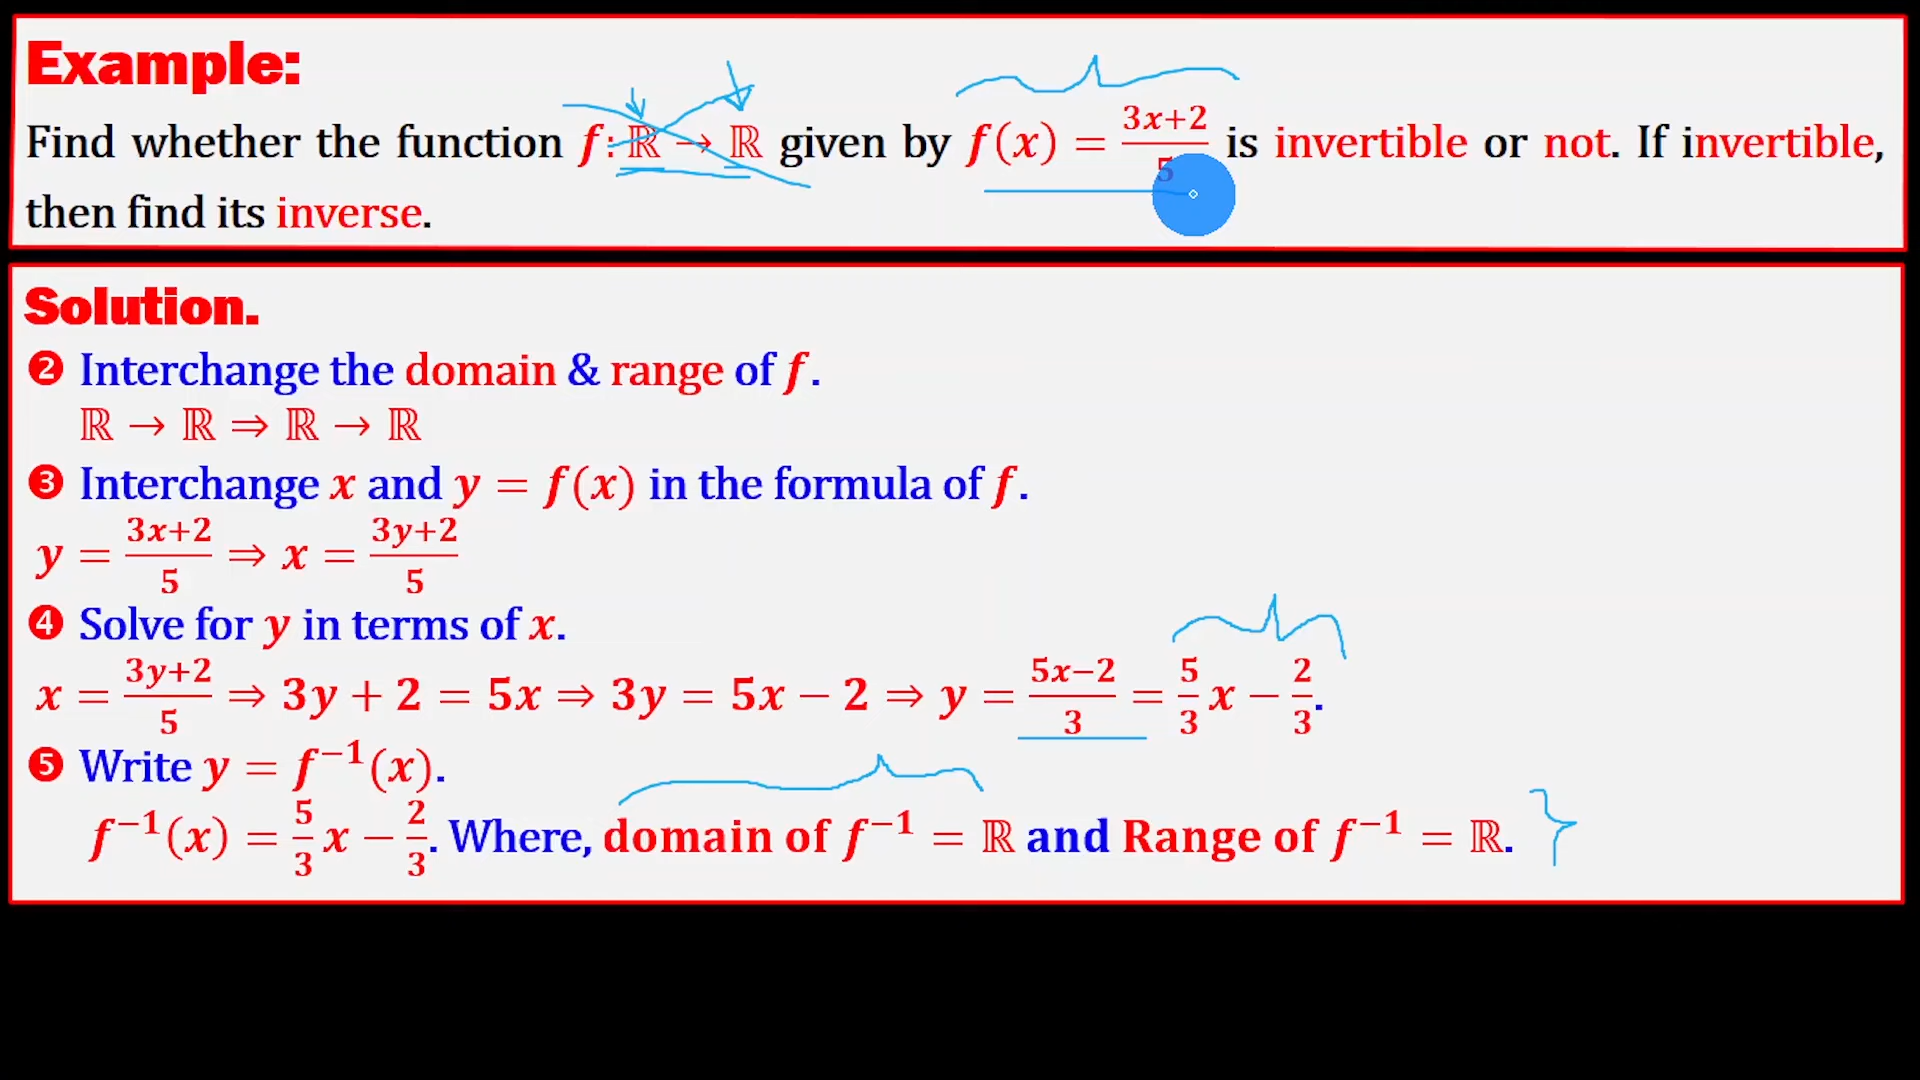 Example:
Find whether the function f: ℝ → ℝ given by f(x) = (3x+2)/5 is invertible or not. If invertible,
then find its inverse.
Solution.
❷ Interchange the domain & range of f.
ℝ → ℝ ⇒ ℝ → ℝ
❸ Interchange x and y = f(x) in the formula of f.
y = (3x+2)/5 ⇒ x = (3y+2)/5
❹ Solve for y in terms of x.
x = (3y+2)/5 ⇒ 3y + 2 = 5x ⇒ 3y = 5x − 2 ⇒ y = (5x−2)/3 = 5/3 x − 2/3.
❺ Write y = f⁻¹(x).
f⁻¹(x) = 5/3 x − 2/3. Where, domain of f⁻¹ = ℝ and Range of f⁻¹ = ℝ.